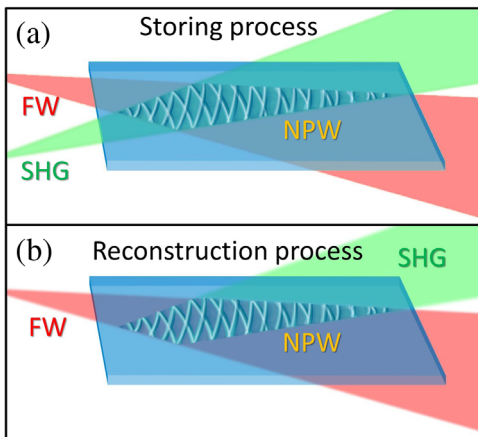 (a) Storing process
FW
NPW
SHG
(b) Reconstruction process
SHG
FW
NPW